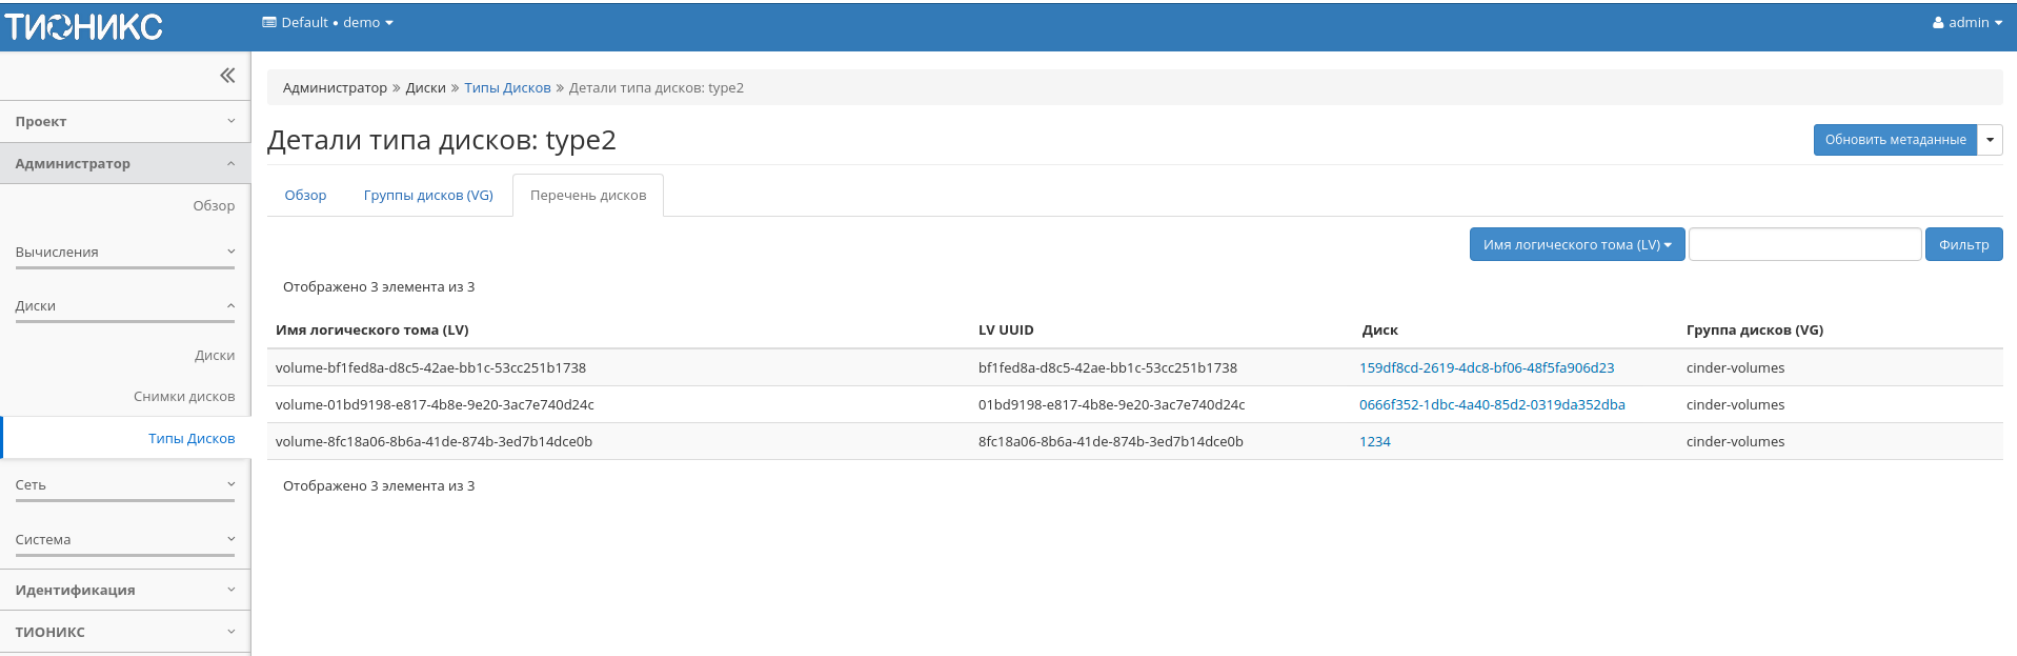 ТИОНИКС
Default • demo
admin
Администратор » Диски » Типы Дисков » Детали типа дисков: type2
Проект
Администратор
Обзор
Вычисления
Диски
Диски
Снимки дисков
Типы Дисков
Сеть
Система
Идентификация
ТИОНИКС
Детали типа дисков: type2
Обновить метаданные
Обзор Группы дисков (VG) Перечень дисков
Имя логического тома (LV) Фильтр
Отображено 3 элемента из 3
Имя логического тома (LV) LV UUID Диск Группа дисков (VG)
volume-bf1fed8a-d8c5-42ae-bb1c-53cc251b1738 bf1fed8a-d8c5-42ae-bb1c-53cc251b1738 159df8cd-2619-4dc8-bf06-48f5fa906d23 cinder-volumes
volume-01bd9198-e817-4b8e-9e20-3ac7e740d24c 01bd9198-e817-4b8e-9e20-3ac7e740d24c 0666f352-1dbc-4a40-85d2-0319da352dba cinder-volumes
volume-8fc18a06-8b6a-41de-874b-3ed7b14dce0b 8fc18a06-8b6a-41de-874b-3ed7b14dce0b 1234 cinder-volumes
Отображено 3 элемента из 3